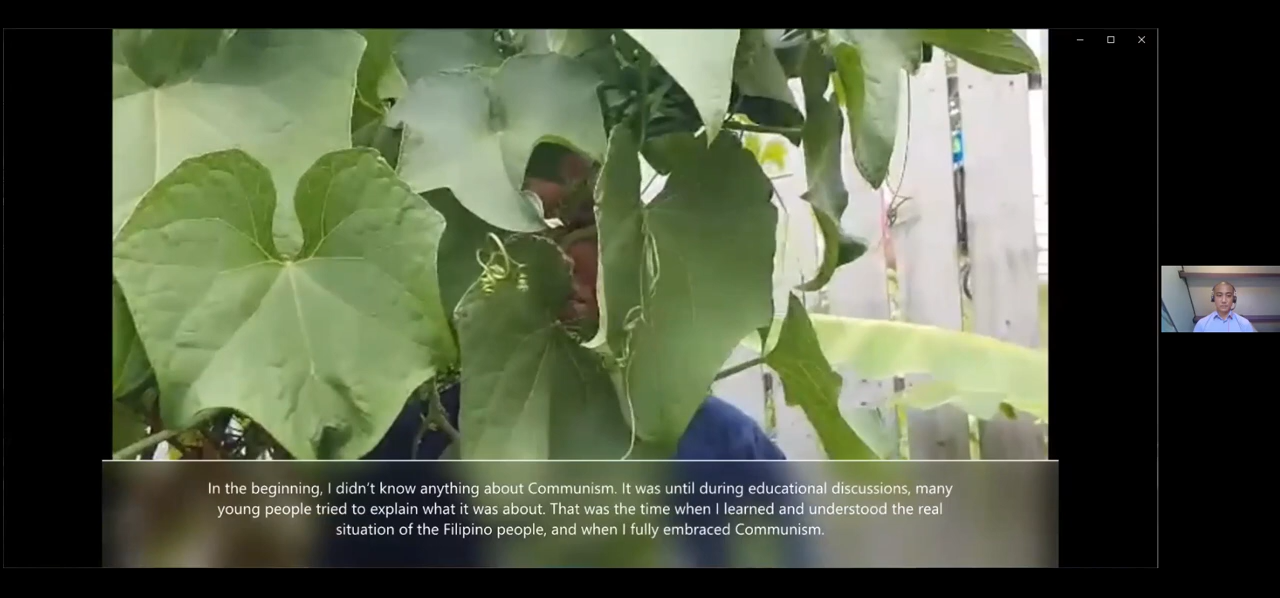 In the beginning, I didn't know anything about Communism. It was until during educational discussions, many
young people tried to explain what it was about. That was the time when I learned and understood the real
situation of the Filipino people, and when I fully embraced Communism.